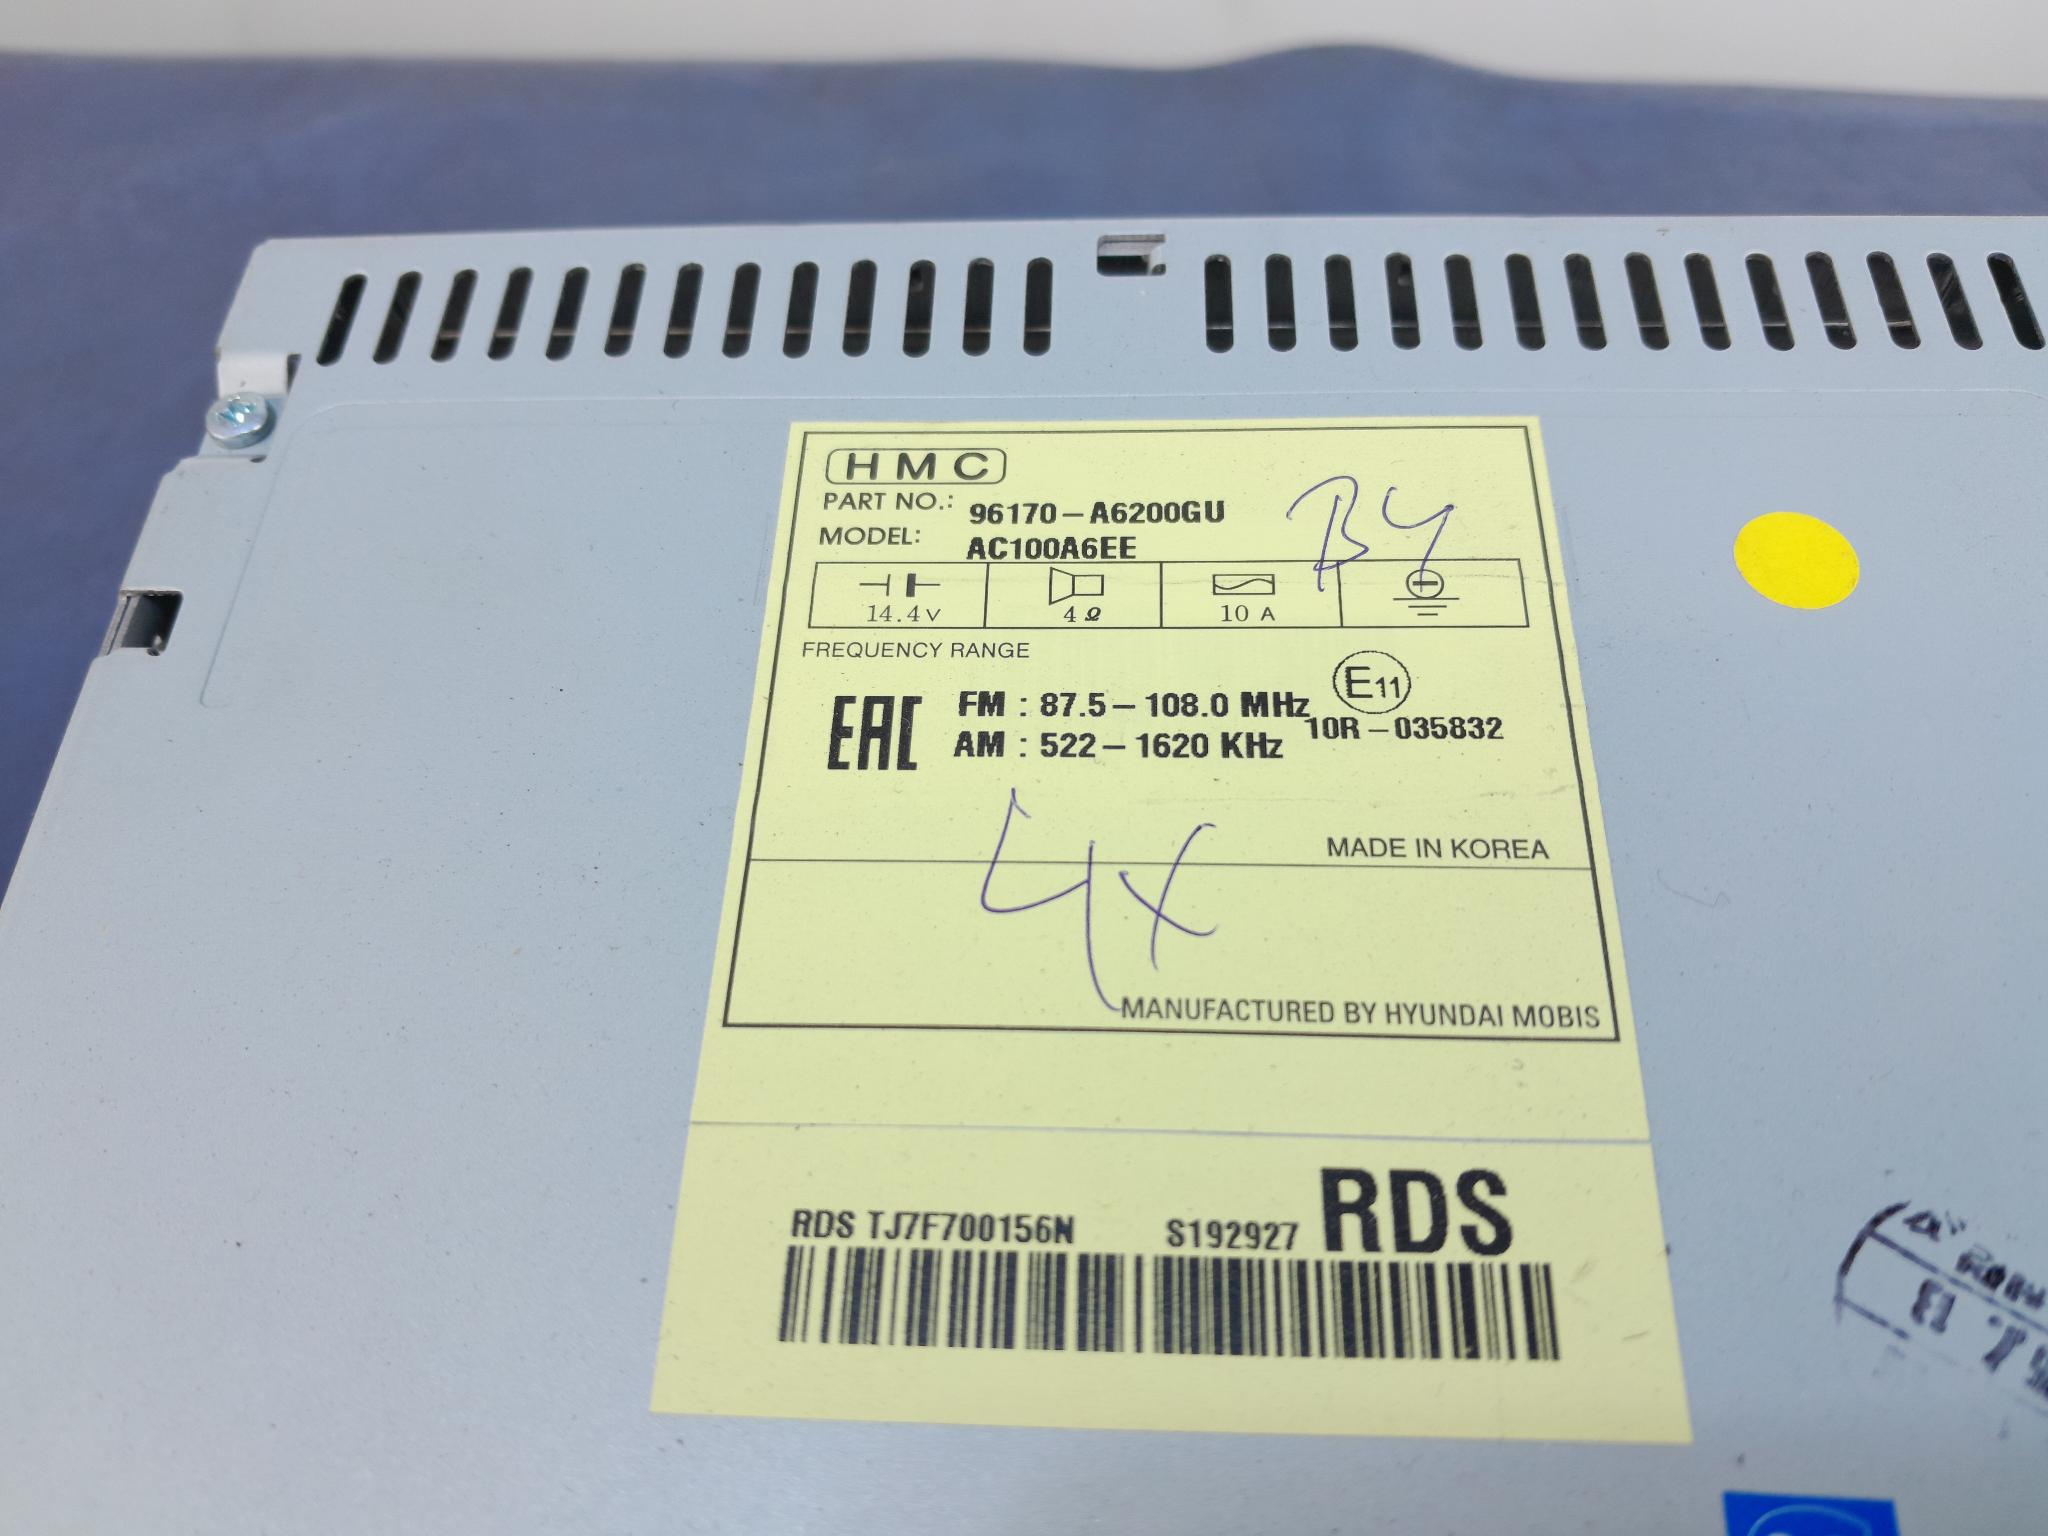 HMC
PART NO.: 96170-A6200GU
MODEL: AC100A6EE
B4
14.4V 4Ω 10 A
FREQUENCY RANGE
EAC FM : 87.5-108.0 MHz E11
AM : 522-1620 KHz 10R-035832
MADE IN KOREA
4x
MANUFACTURED BY HYUNDAI MOBIS
RDS TJ7F700156N S192927 RDS